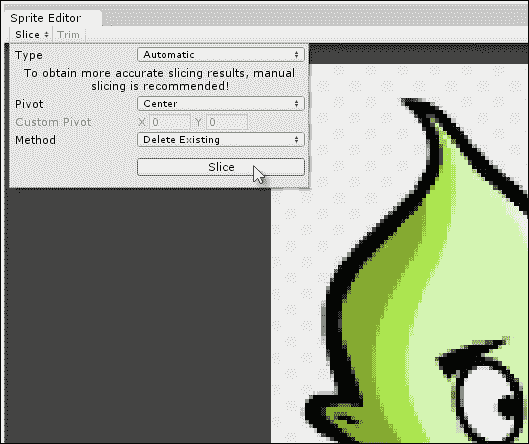 Sprite Editor
Slice Trim
Type Automatic
To obtain more accurate slicing results, manual
slicing is recommended!
Pivot Center
Custom Pivot X 0 Y 0
Method Delete Existing
Slice